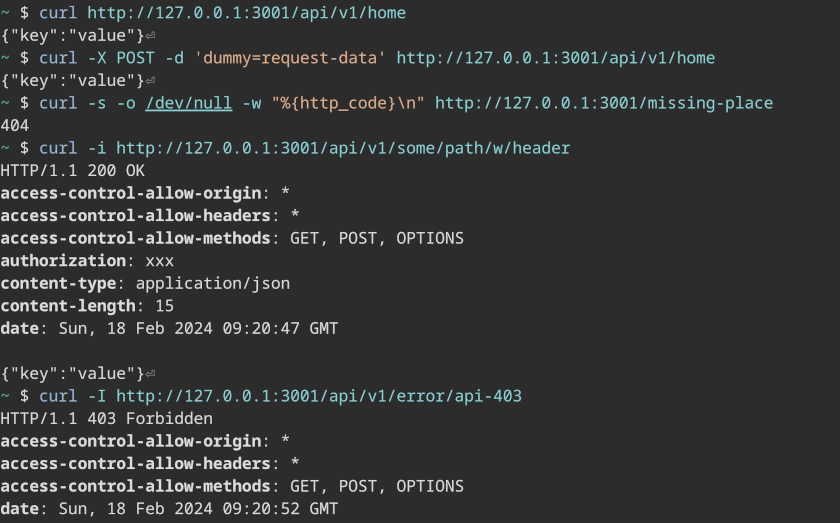 ~ $ curl http://127.0.0.1:3001/api/v1/home
{"key":"value"}⏎
~ $ curl -X POST -d 'dummy=request-data' http://127.0.0.1:3001/api/v1/home
{"key":"value"}⏎
~ $ curl -s -o /dev/null -w "%{http_code}\n" http://127.0.0.1:3001/missing-place
404
~ $ curl -i http://127.0.0.1:3001/api/v1/some/path/w/header
HTTP/1.1 200 OK
access-control-allow-origin: *
access-control-allow-headers: *
access-control-allow-methods: GET, POST, OPTIONS
authorization: xxx
content-type: application/json
content-length: 15
date: Sun, 18 Feb 2024 09:20:47 GMT

{"key":"value"}⏎
~ $ curl -I http://127.0.0.1:3001/api/v1/error/api-403
HTTP/1.1 403 Forbidden
access-control-allow-origin: *
access-control-allow-headers: *
access-control-allow-methods: GET, POST, OPTIONS
date: Sun, 18 Feb 2024 09:20:52 GMT